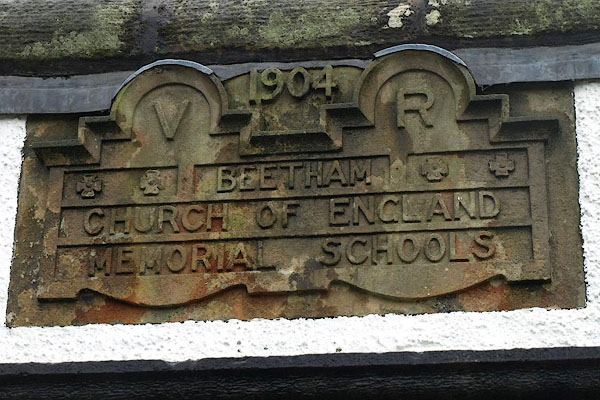 1904
V R
BEETHAM
CHURCH OF ENGLAND
MEMORIAL SCHOOLS